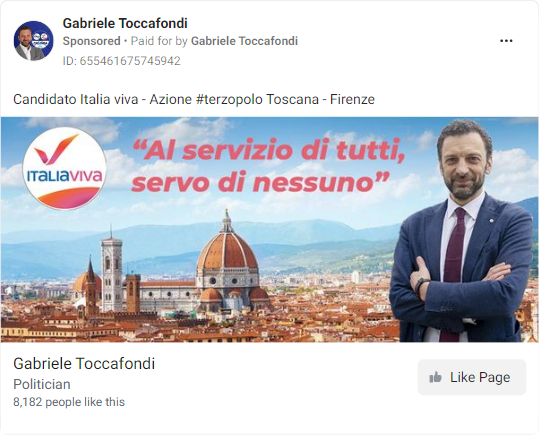 Gabriele Toccafondi
Sponsored • Paid for by Gabriele Toccafondi
ID: 655461675745942
Candidato Italia viva - Azione #terzopolo Toscana - Firenze
“Al servizio di tutti,
servo di nessuno”
ITALIAVIVA
Gabriele Toccafondi
Politician
8,182 people like this
Like Page